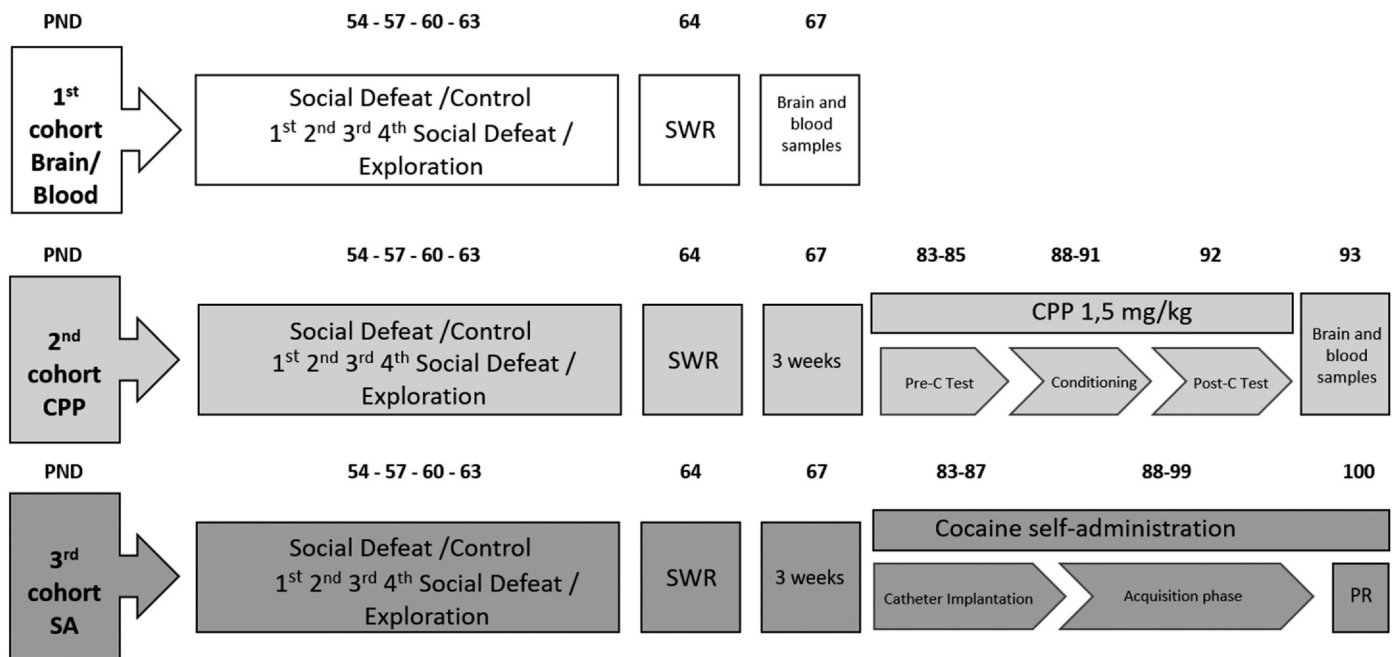 PND 54 - 57 - 60 - 63 64 67
1st
cohort
Brain/
Blood
Social Defeat /Control
1st 2nd 3rd 4th Social Defeat /
Exploration
SWR
Brain and
blood
samples
PND 54 - 57 - 60 - 63 64 67 83-85 88-91 92 93
2nd
cohort
CPP
Social Defeat /Control
1st 2nd 3rd 4th Social Defeat /
Exploration
SWR
3 weeks
CPP 1,5 mg/kg
Pre-C Test
Conditioning
Post-C Test
Brain and
blood
samples
PND 54 - 57 - 60 - 63 64 67 83-87 88-99 100
3rd
cohort
SA
Social Defeat /Control
1st 2nd 3rd 4th Social Defeat /
Exploration
SWR
3 weeks
Cocaine self-administration
Catheter Implantation
Acquisition phase
PR